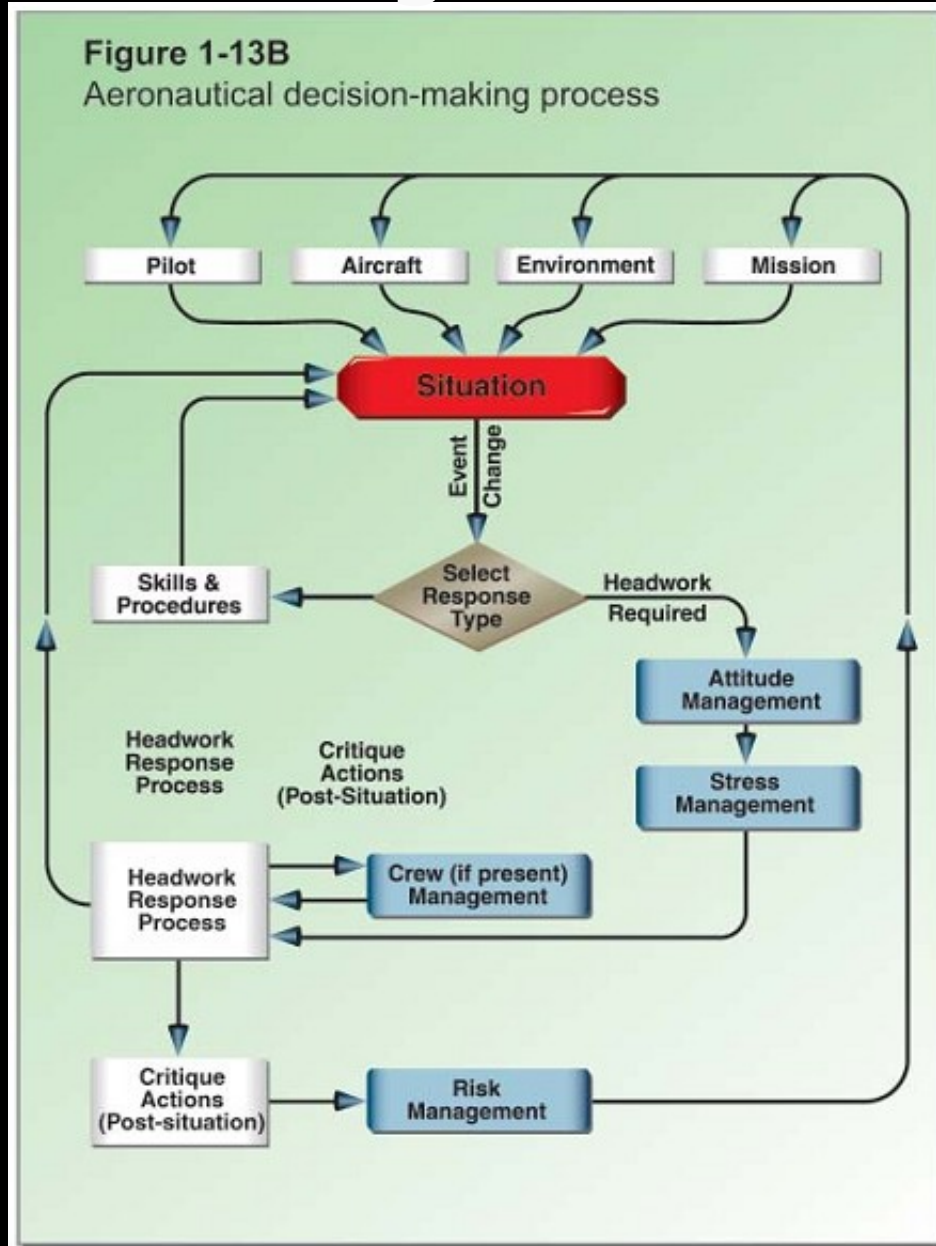 Figure 1-13B
Aeronautical decision-making process
Pilot
Aircraft
Environment
Mission
Situation
Event
Change
Select
Response
Type
Headwork
Required
Skills &
Procedures
Attitude
Management
Stress
Management
Headwork
Response
Process
Critique
Actions
(Post-Situation)
Headwork
Response
Process
Crew (if present)
Management
Critique
Actions
(Post-situation)
Risk
Management